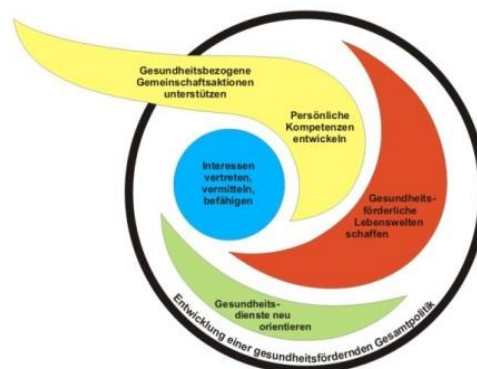 Gesundheitsbezogene
Gemeinschaftsaktionen
unterstützen
Persönliche
Kompetenzen
entwickeln
Interessen
vertreten,
vermitteln,
befähigen
Gesundheits-
förderliche
Lebenswelten
schaffen
Gesundheits-
dienste neu
orientieren
Entwicklung einer gesundheitsfördernden Gesamtpolitik